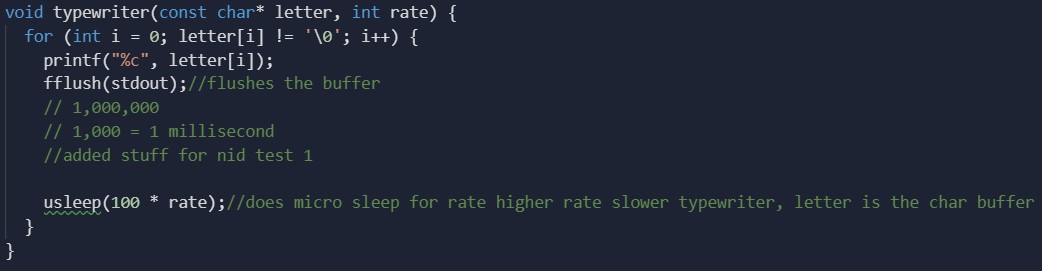 void typewriter(const char* letter, int rate) {
  for (int i = 0; letter[i] != '\0'; i++) {
    printf("%c", letter[i]);
    fflush(stdout);//flushes the buffer
    // 1,000,000
    // 1,000 = 1 millisecond
    //added stuff for nid test 1

    usleep(100 * rate);//does micro sleep for rate higher rate slower typewriter, letter is the char buffer
  }
}